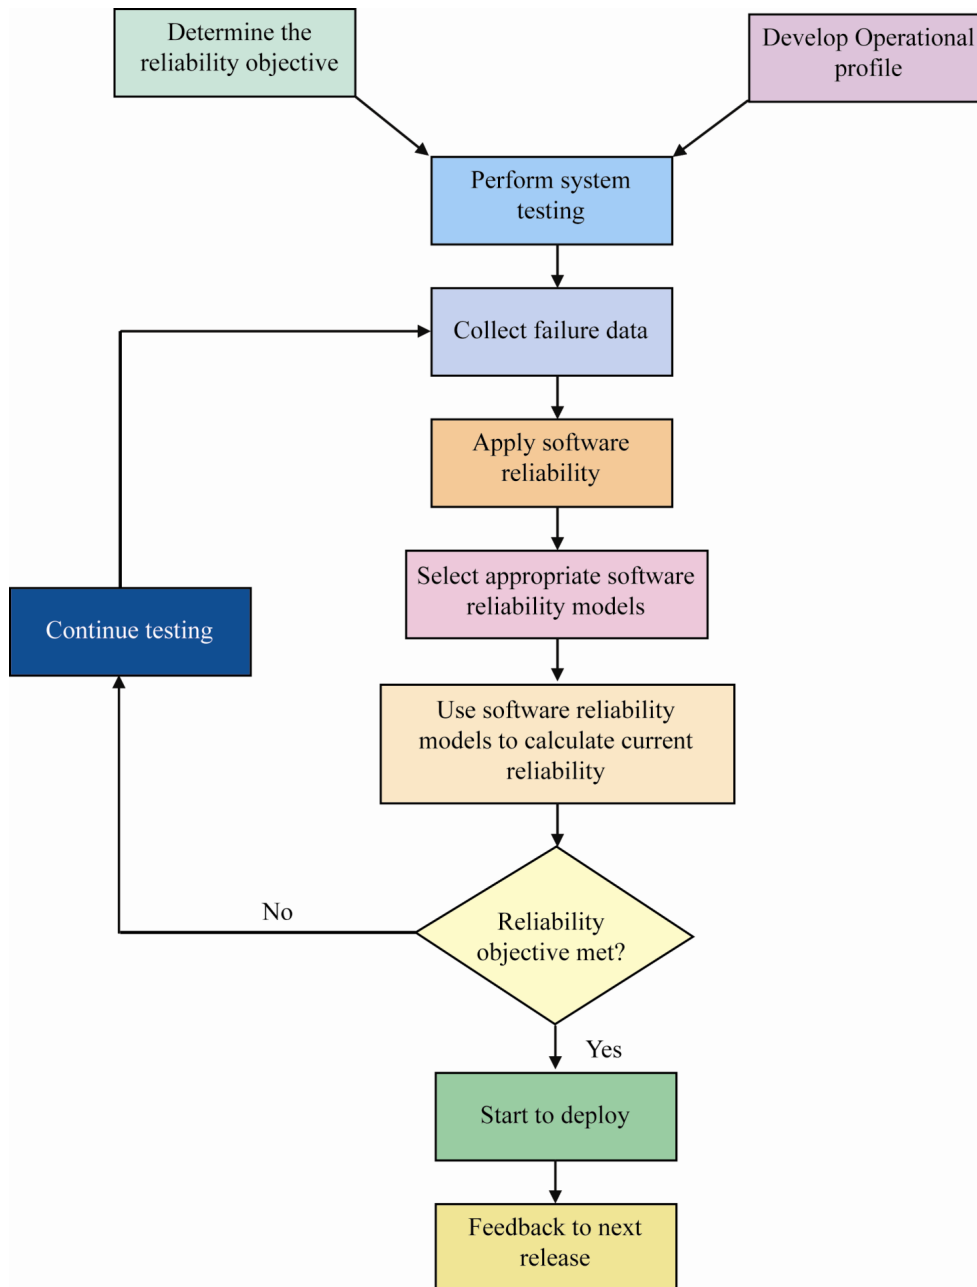 Determine the
reliability objective
Develop Operational
profile
Perform system
testing
Collect failure data
Apply software
reliability
Select appropriate software
reliability models
Continue testing
Use software reliability
models to calculate current
reliability
No
Reliability
objective met?
Yes
Start to deploy
Feedback to next
release